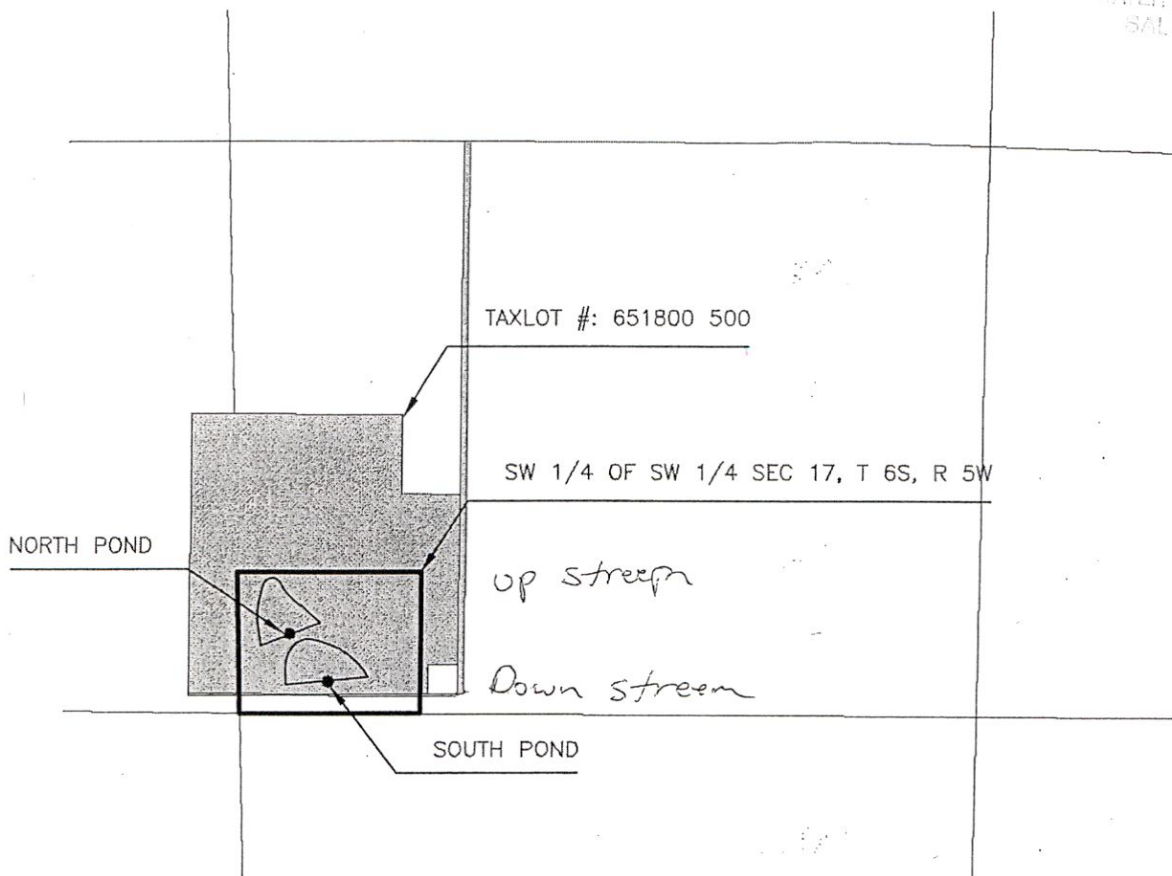 TAXLOT #: 651800 500
SW 1/4 OF SW 1/4 SEC 17, T 6S, R 5W
NORTH POND
up streem
Down streem
SOUTH POND